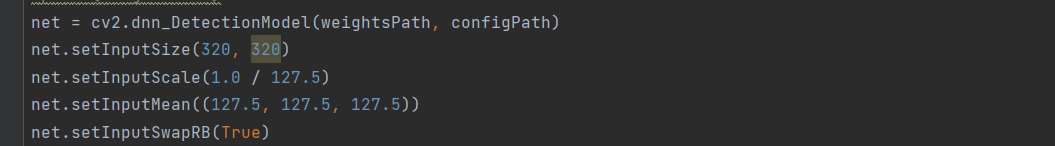 net = cv2.dnn_DetectionModel(weightsPath, configPath)
net.setInputSize(320, 320)
net.setInputScale(1.0 / 127.5)
net.setInputMean((127.5, 127.5, 127.5))
net.setInputSwapRB(True)